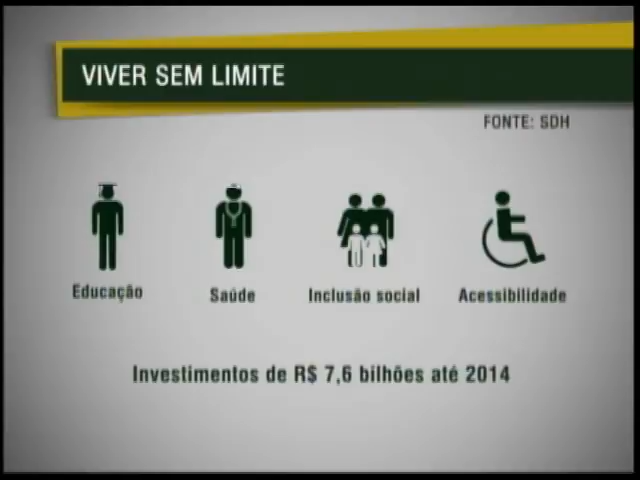 VIVER SEM LIMITE
FONTE: SDH
Educação
Saúde
Inclusão social
Acessibilidade
Investimentos de R$ 7,6 bilhões até 2014